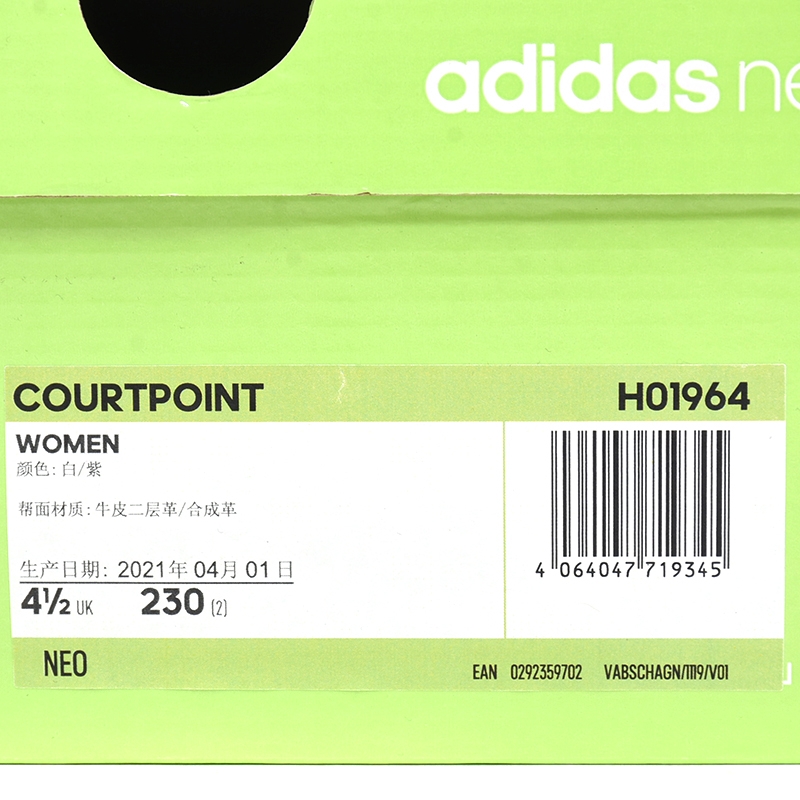 adidas ne
COURTPOINT H01964
WOMEN
颜色: 白/紫
帮面材质: 牛皮二层革/合成革
生产日期: 2021年 04月 01日
4½ UK 230 (2)
4 064047 719345
NEO EAN 0292359702 VABSCHAGN/1119/V01